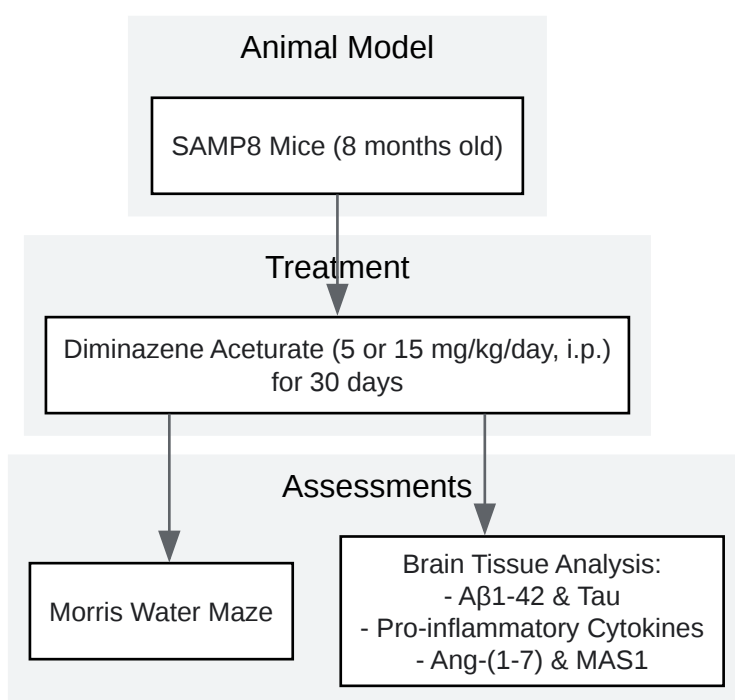 Animal Model
SAMP8 Mice (8 months old)
Treatment
Diminazene Aceturate (5 or 15 mg/kg/day, i.p.)
for 30 days
Assessments
Morris Water Maze
Brain Tissue Analysis:
- Aβ1-42 & Tau
- Pro-inflammatory Cytokines
- Ang-(1-7) & MAS1